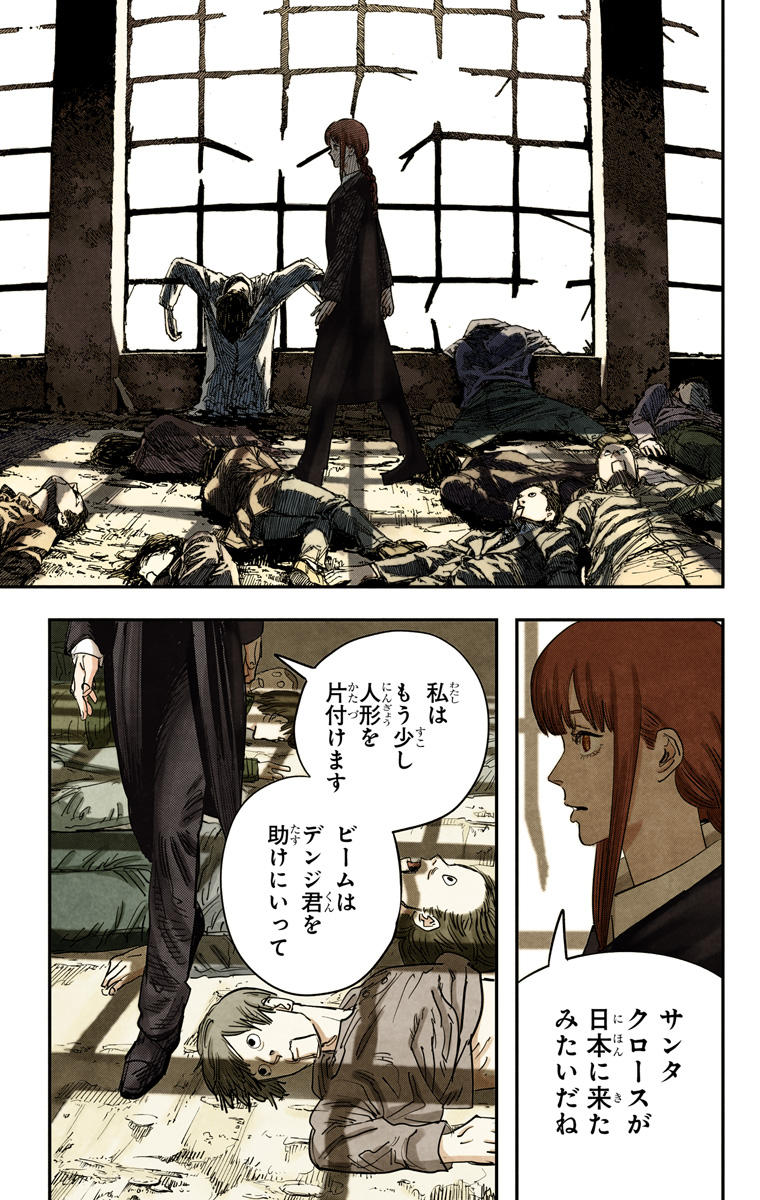 サンタ
クロースが
日本に来た
みたいだね
私は
もう少し
人形を
片付けます
ビームは
デンジ君を
助けにいって